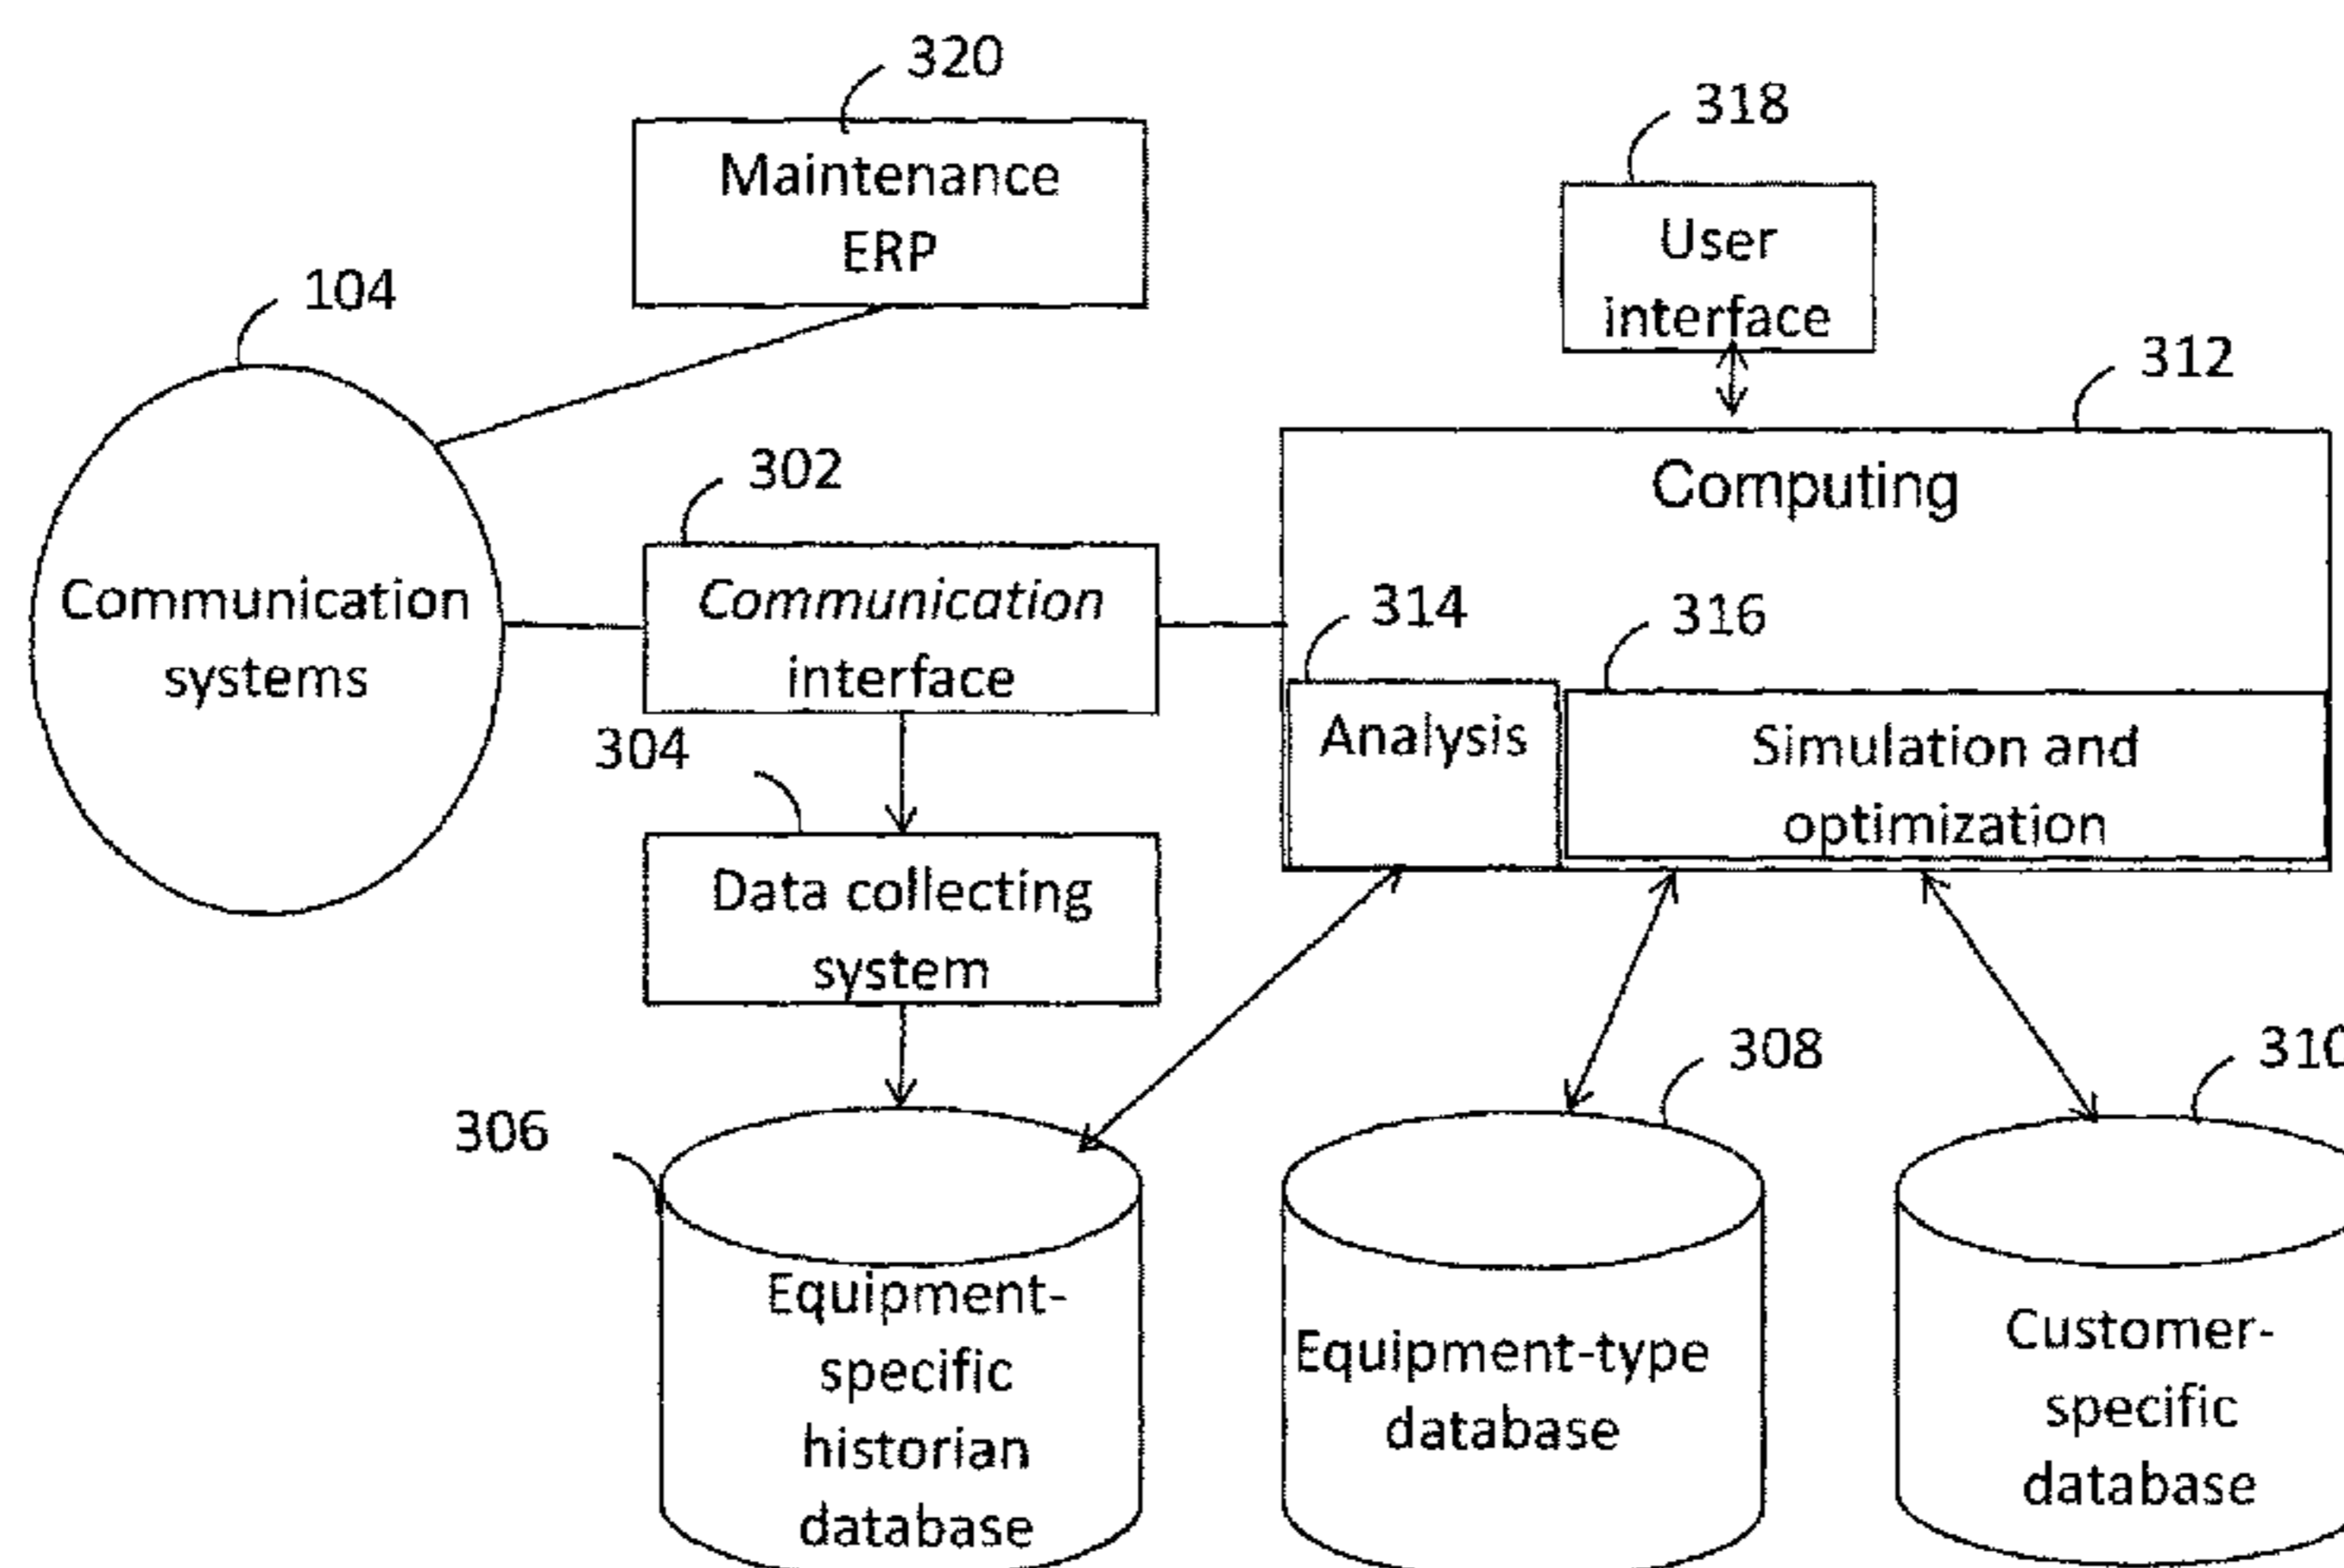 320
Maintenance
ERP
318
User
interface
104
312
Computing
302
Communication
interface
Communication
systems
314
316
Analysis
Simulation and
optimization
304
Data collecting
system
306
308
310
Equipment-
specific
historian
database
Equipment-type
database
Customer-
specific
database